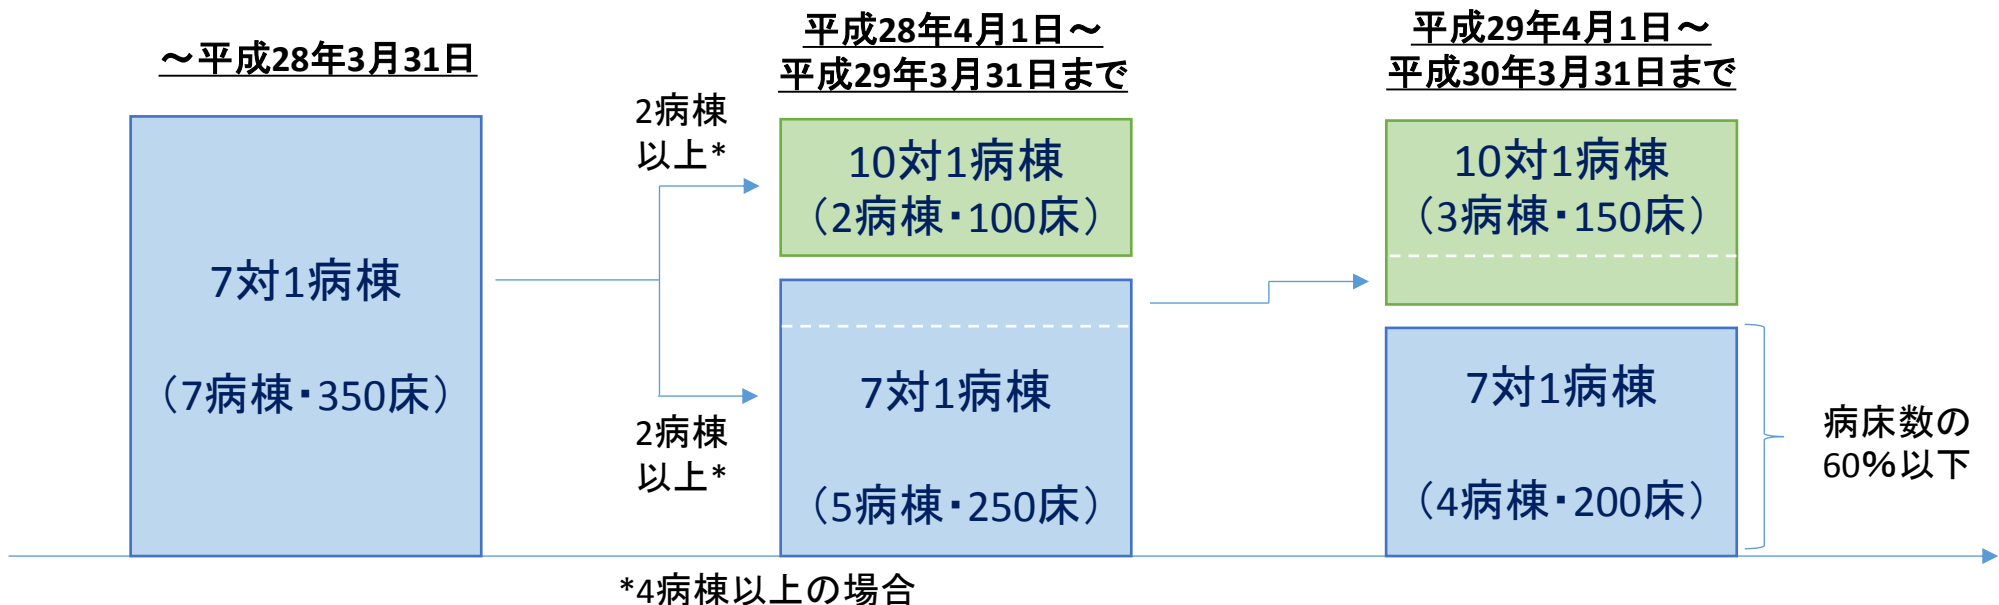 ～平成28年3月31日
7対1病棟
（7病棟・350床）
2病棟
以上*
2病棟
以上*
平成28年4月1日～
平成29年3月31日まで
10対1病棟
（2病棟・100床）
7対1病棟
（5病棟・250床）
平成29年4月1日～
平成30年3月31日まで
10対1病棟
（3病棟・150床）
7対1病棟
（4病棟・200床）
病床数の
60％以下
*4病棟以上の場合